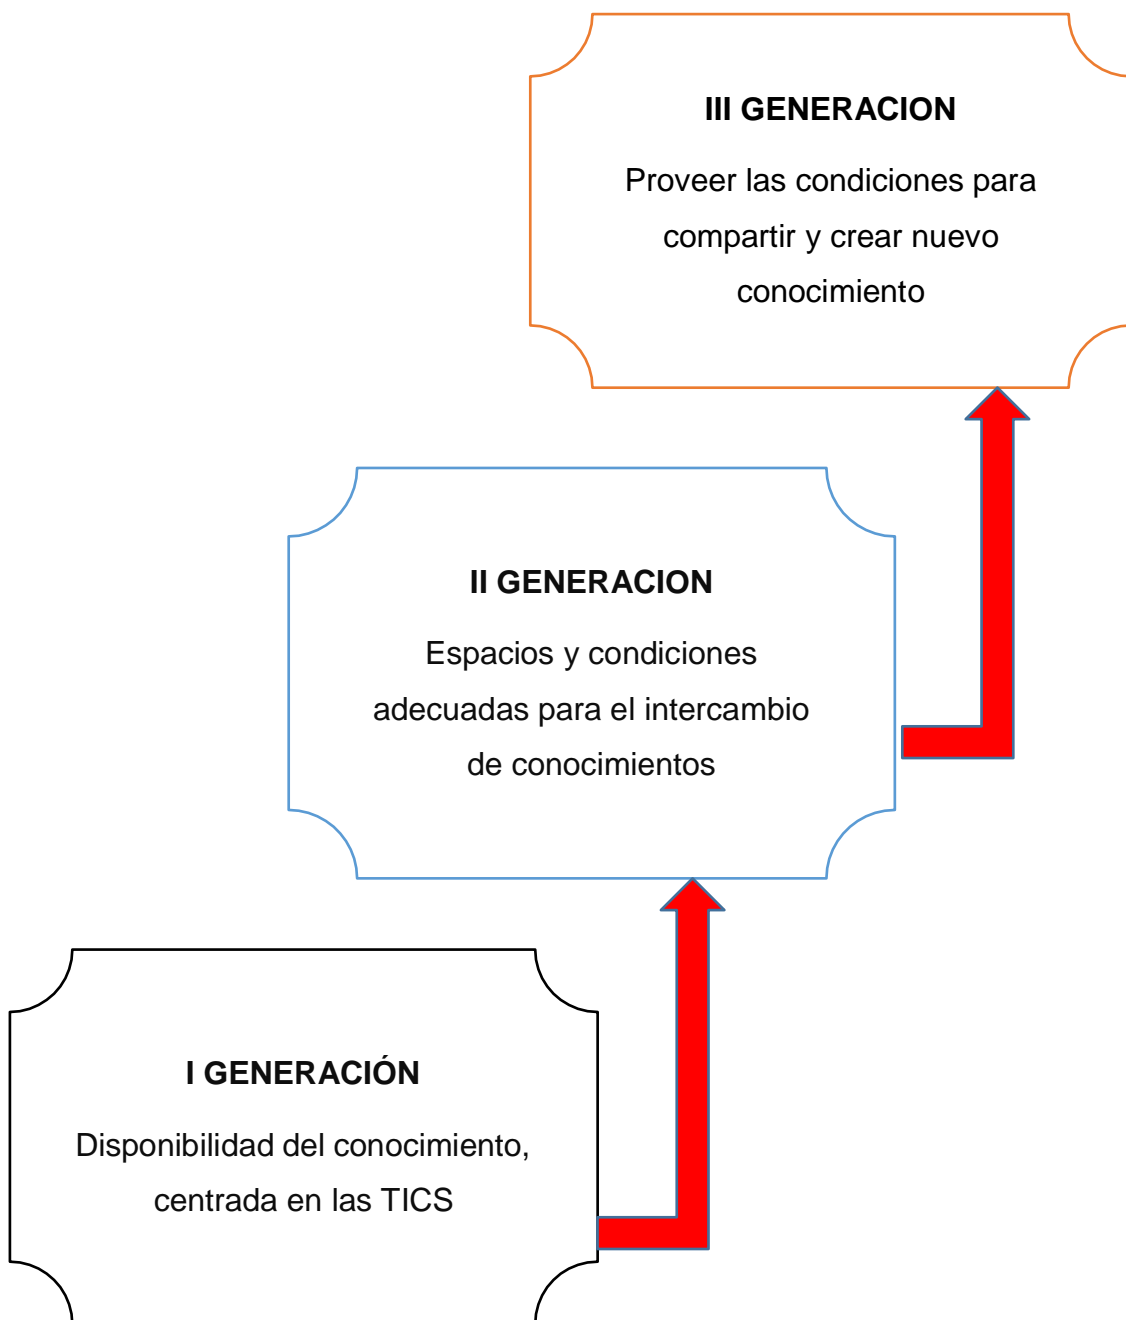 III GENERACION
Proveer las condiciones para
compartir y crear nuevo
conocimiento
II GENERACION
Espacios y condiciones
adecuadas para el intercambio
de conocimientos
I GENERACIÓN
Disponibilidad del conocimiento,
centrada en las TICS